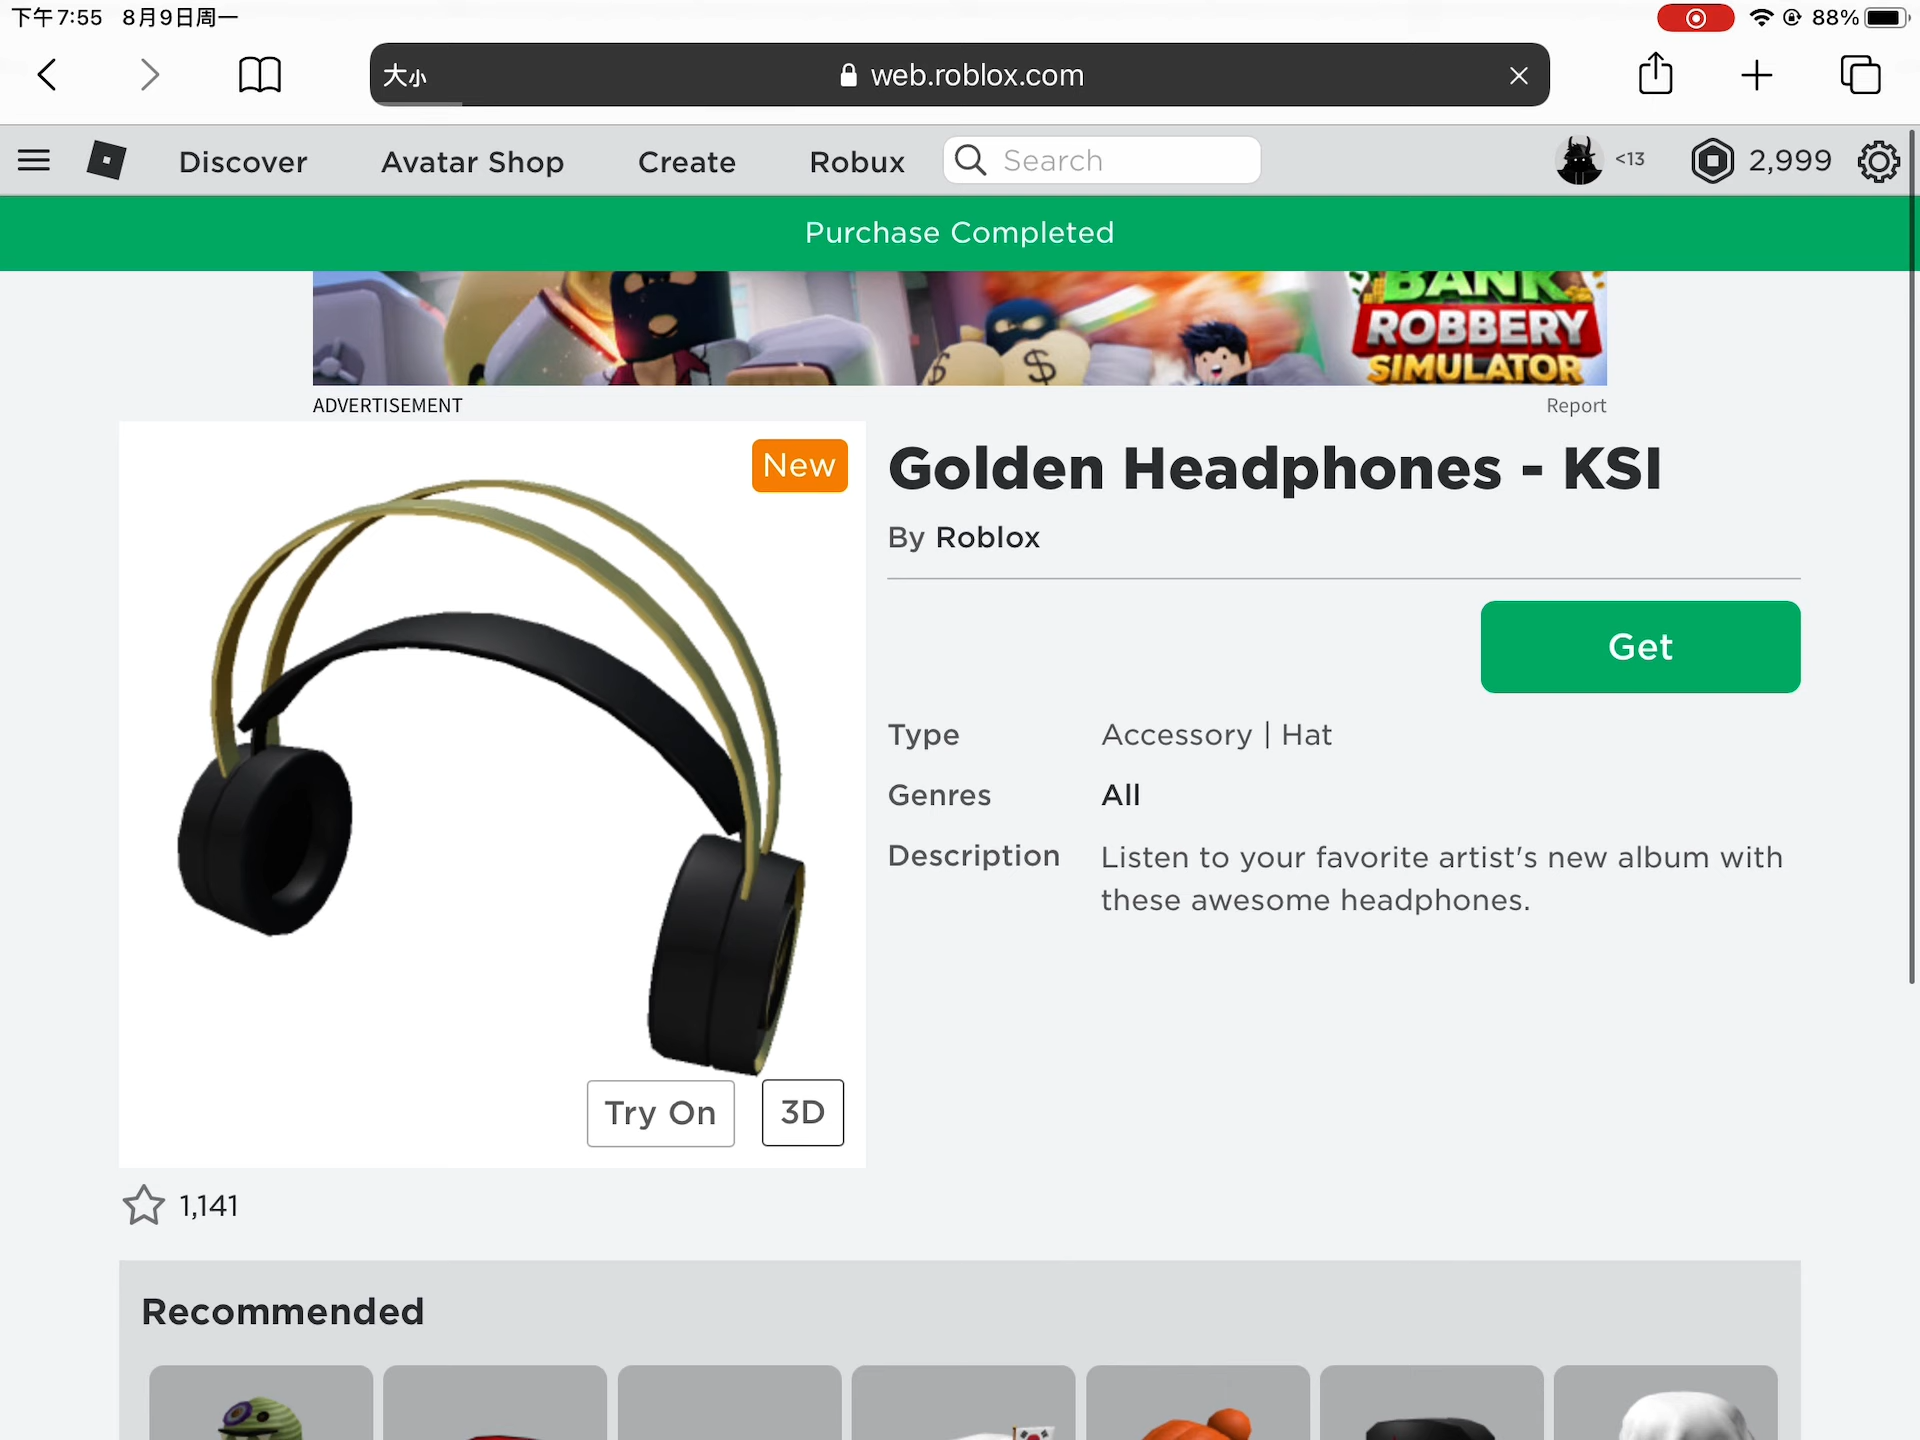 下午7:55 8月9日周一
88%
大小
web.roblox.com
Discover
Avatar Shop
Create
Robux
Search
<13
2,999
Purchase Completed
BANK
ROBBERY
SIMULATOR
$
$
ADVERTISEMENT
Report
New
Golden Headphones - KSI
By Roblox
Get
Type
Accessory | Hat
Genres
All
Description
Listen to your favorite artist's new album with
these awesome headphones.
Try On
3D
1,141
Recommended